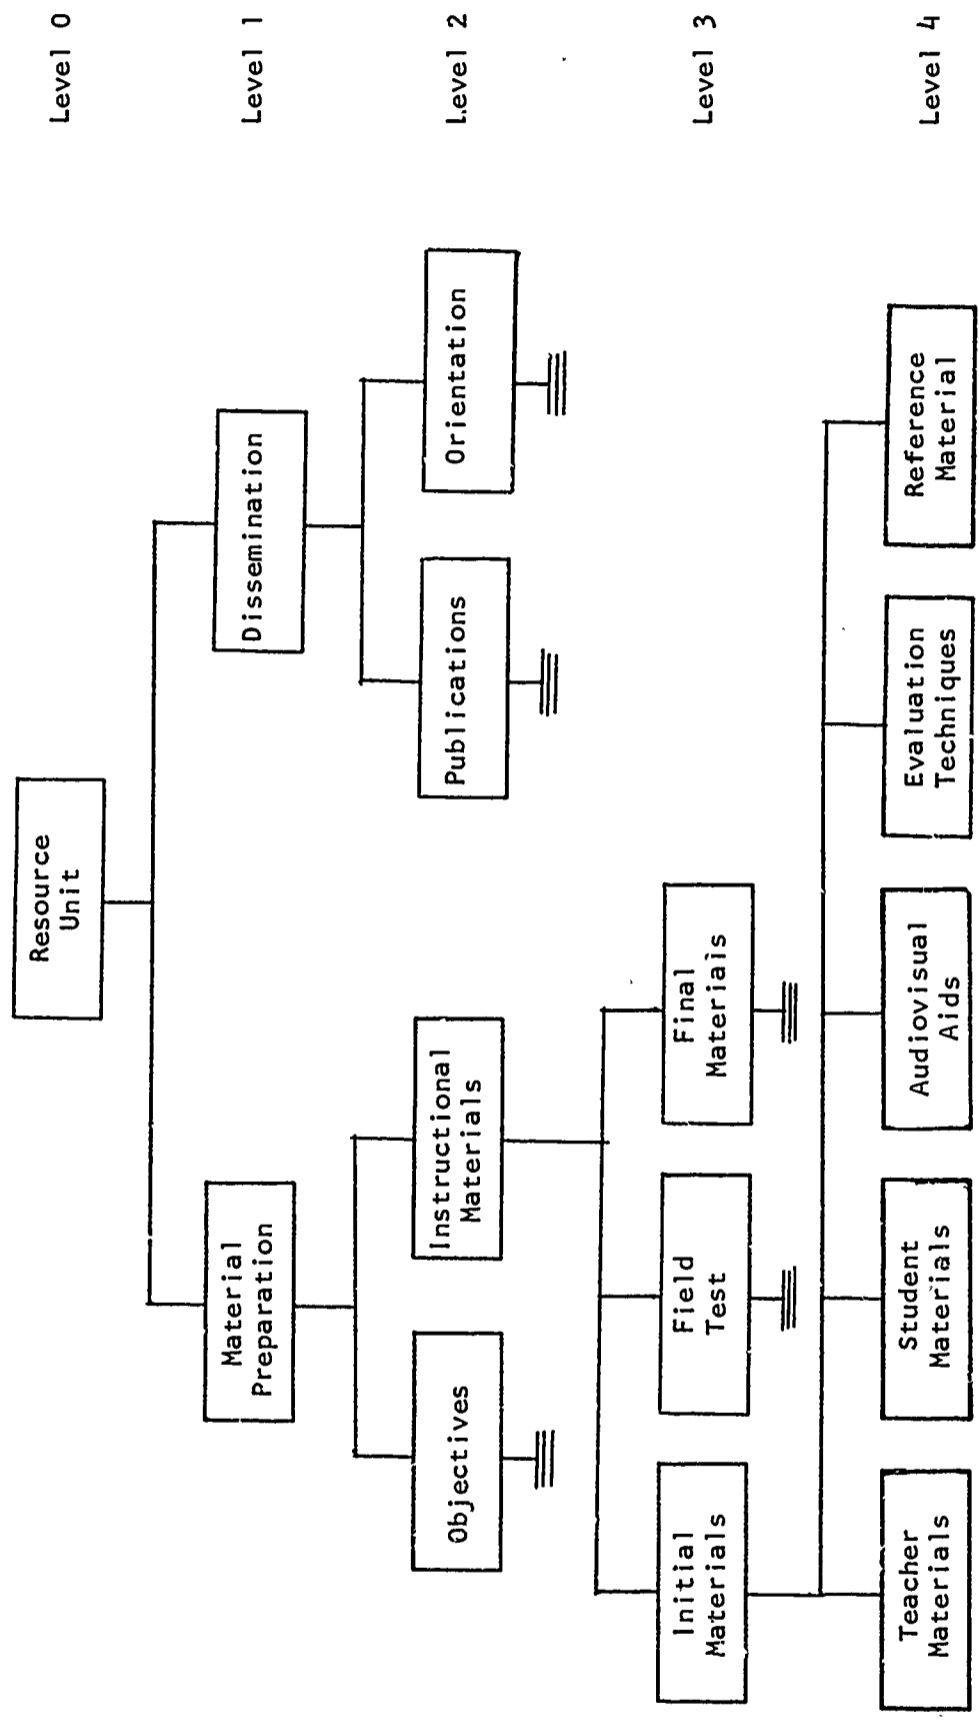 Resource
Unit
Level 0
Material
Preparation
Dissemination
Level 1
Objectives
Instructional
Materials
Publications
Orientation
Level 2
Initial
Materials
Field
Test
Final
Materials
Level 3
Teacher
Materials
Student
Materials
Audiovisual
Aids
Evaluation
Techniques
Reference
Material
Level 4